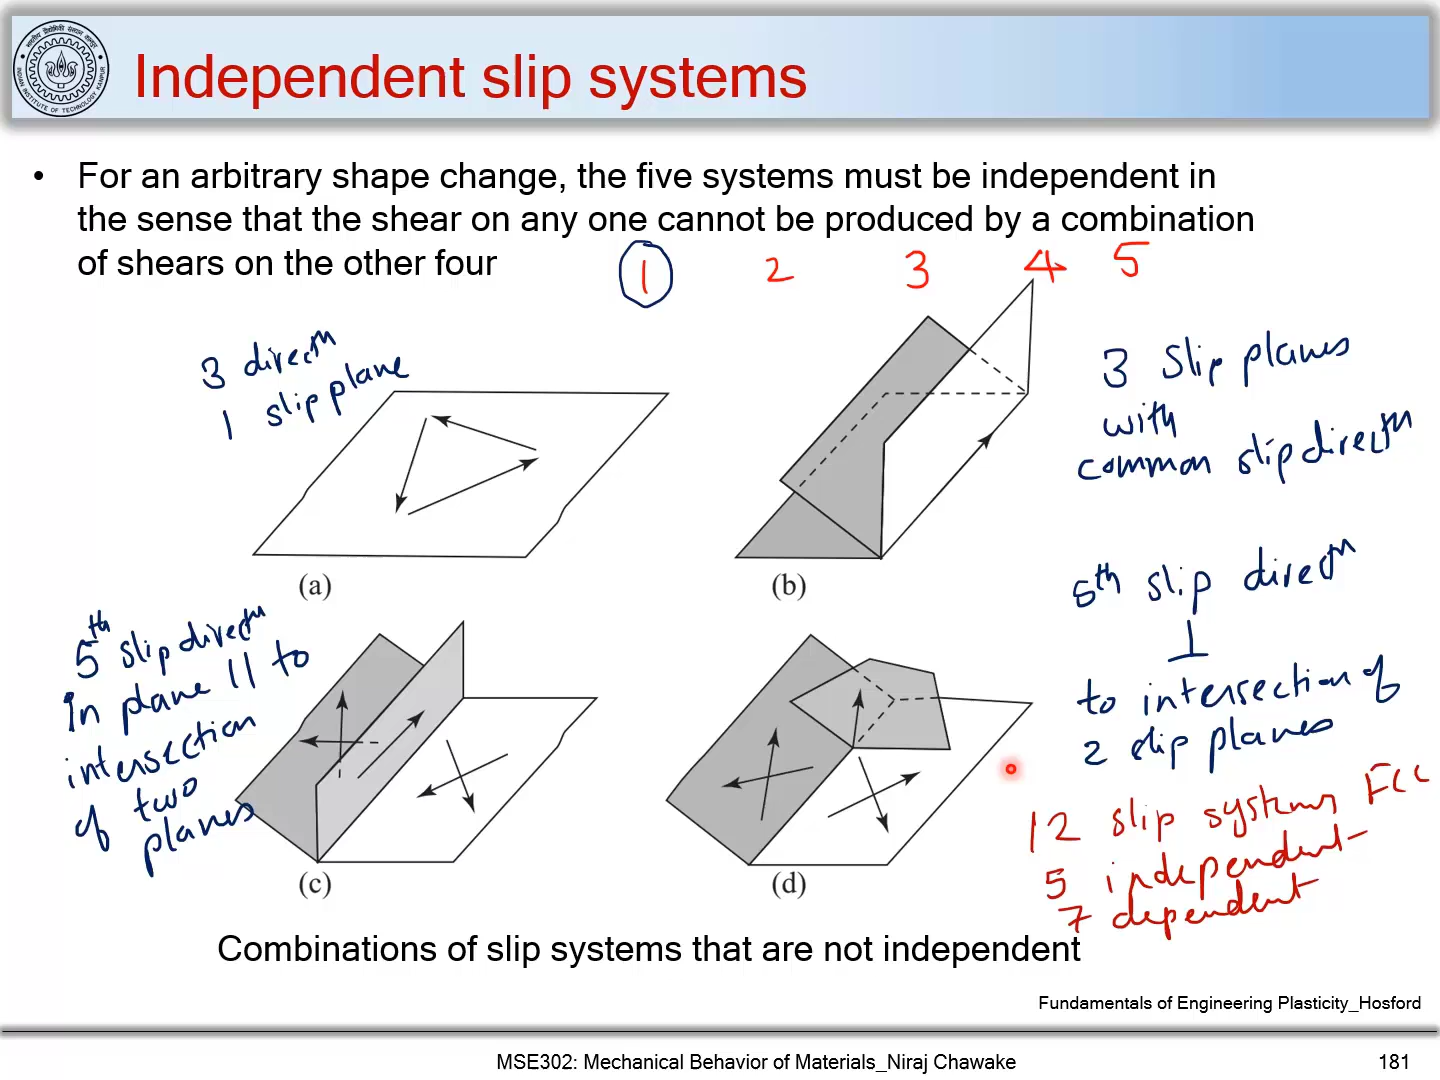 Independent slip systems
• For an arbitrary shape change, the five systems must be independent in
the sense that the shear on any one cannot be produced by a combination
of shears on the other four
1 2 3 4 5
3 directn
1 slip plane
3 Slip planes
with
common slip directn
(a)
(b)
5th slip directn
In plane || to
intersection
of two
planes
5th slip directn
⊥
to intersection of
2 slip planes
12 slip systems FCC
5 independent
7 dependent
(c)
(d)
Combinations of slip systems that are not independent
Fundamentals of Engineering Plasticity_Hosford
MSE302: Mechanical Behavior of Materials_Niraj Chawake
181